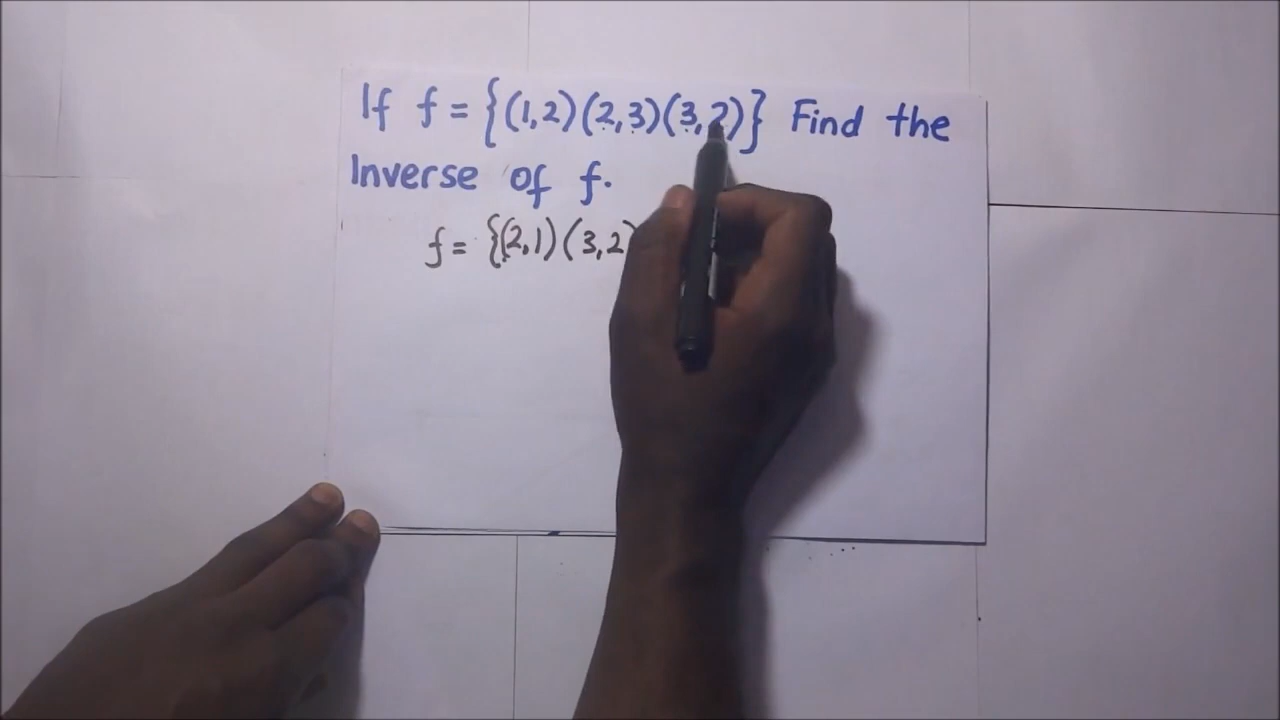 If f = {(1,2)(2,3)(3,2)} Find the
Inverse of f.
f = {(2,1)(3,2)